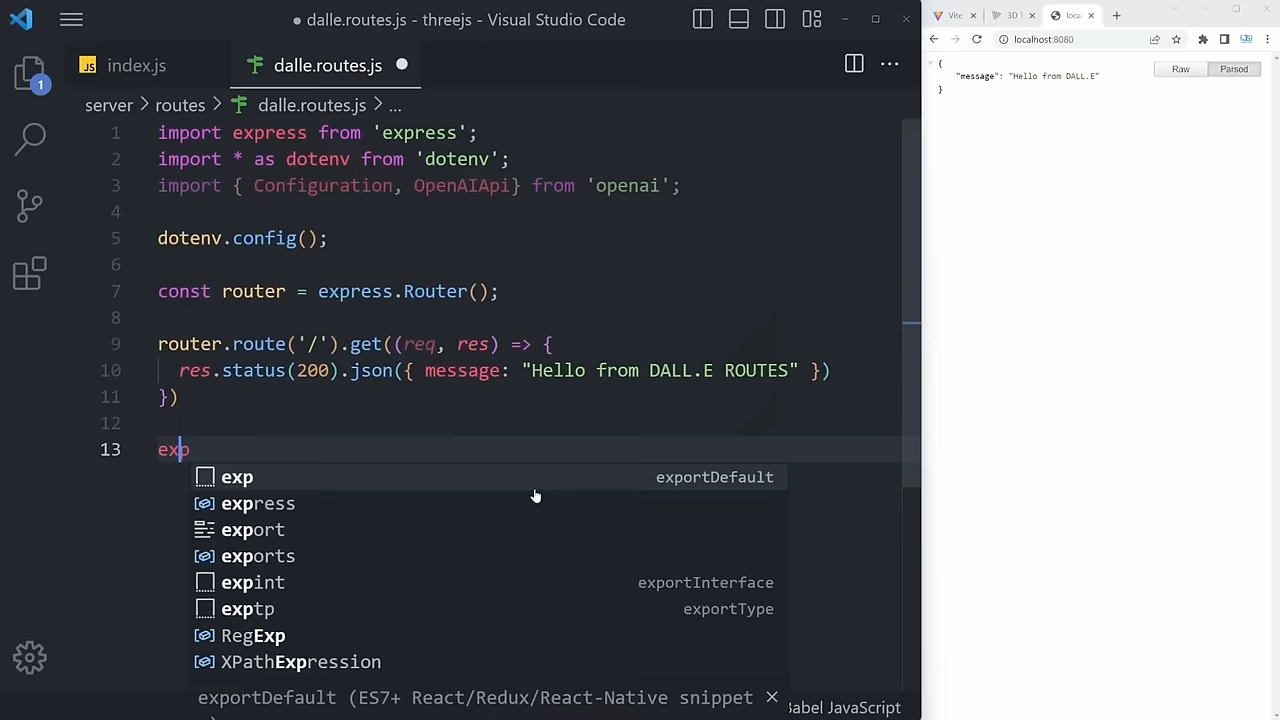 dalle.routes.js - threejs - Visual Studio Code
JS index.js
dalle.routes.js
1
server > routes > dalle.routes.js > ...
1 import express from 'express';
2 import * as dotenv from 'dotenv';
3 import { Configuration, OpenAIApi} from 'openai';
4
5 dotenv.config();
6
7 const router = express.Router();
8
9 router.route('/').get((req, res) => {
10 res.status(200).json({ message: "Hello from DALL.E ROUTES" })
11 })
12
13 exp
exp exportDefault
express
export
exports
expint exportInterface
exptp exportType
RegExp
XPathExpression
exportDefault (ES7+ React/Redux/React-Native snippet
Babel JavaScript
Vite
3D
loca
localhost:8080
{
"message": "Hello from DALL.E"
}
Raw Parsed